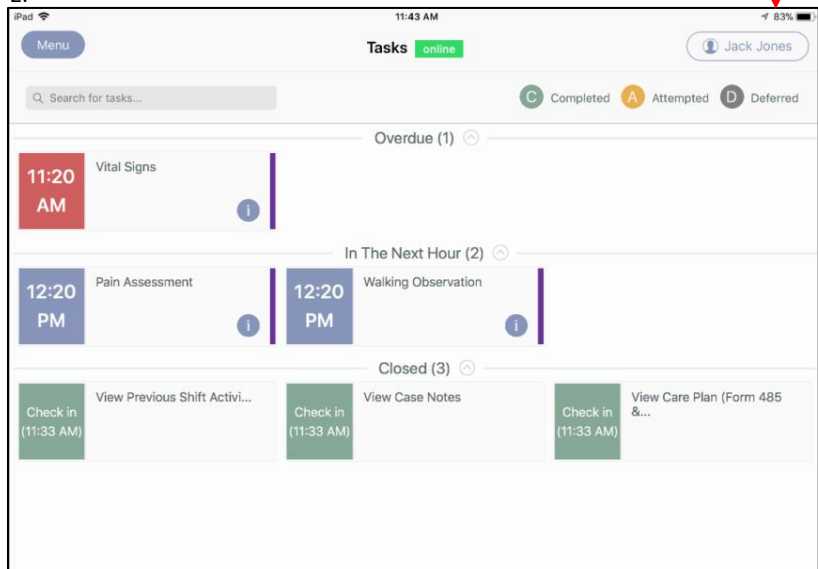 iPad 11:43 AM 83%
Menu Tasks online Jack Jones
Search for tasks... C Completed A Attempted D Deferred
Overdue (1)
11:20 Vital Signs
AM i
In The Next Hour (2)
12:20 Pain Assessment 12:20 Walking Observation
PM i PM i
Closed (3)
View Previous Shift Activi... View Case Notes View Care Plan (Form 485
Check in Check in Check in &...
(11:33 AM) (11:33 AM) (11:33 AM)